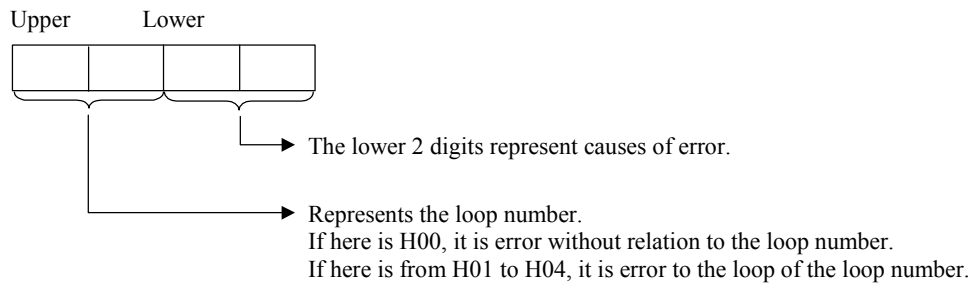 Upper Lower
The lower 2 digits represent causes of error.
Represents the loop number.
If here is H00, it is error without relation to the loop number.
If here is from H01 to H04, it is error to the loop of the loop number.